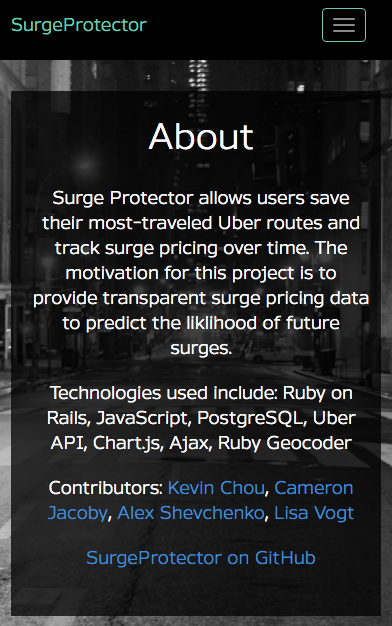 SurgeProtector
About
Surge Protector allows users save
their most-traveled Uber routes and
track surge pricing over time. The
motivation for this project is to
provide transparent surge pricing data
to predict the liklihood of future
surges.
Technologies used include: Ruby on
Rails, JavaScript, PostgreSQL, Uber
API, Chart.js, Ajax, Ruby Geocoder
Contributors: Kevin Chou, Cameron
Jacoby, Alex Shevchenko, Lisa Vogt
SurgeProtector on GitHub